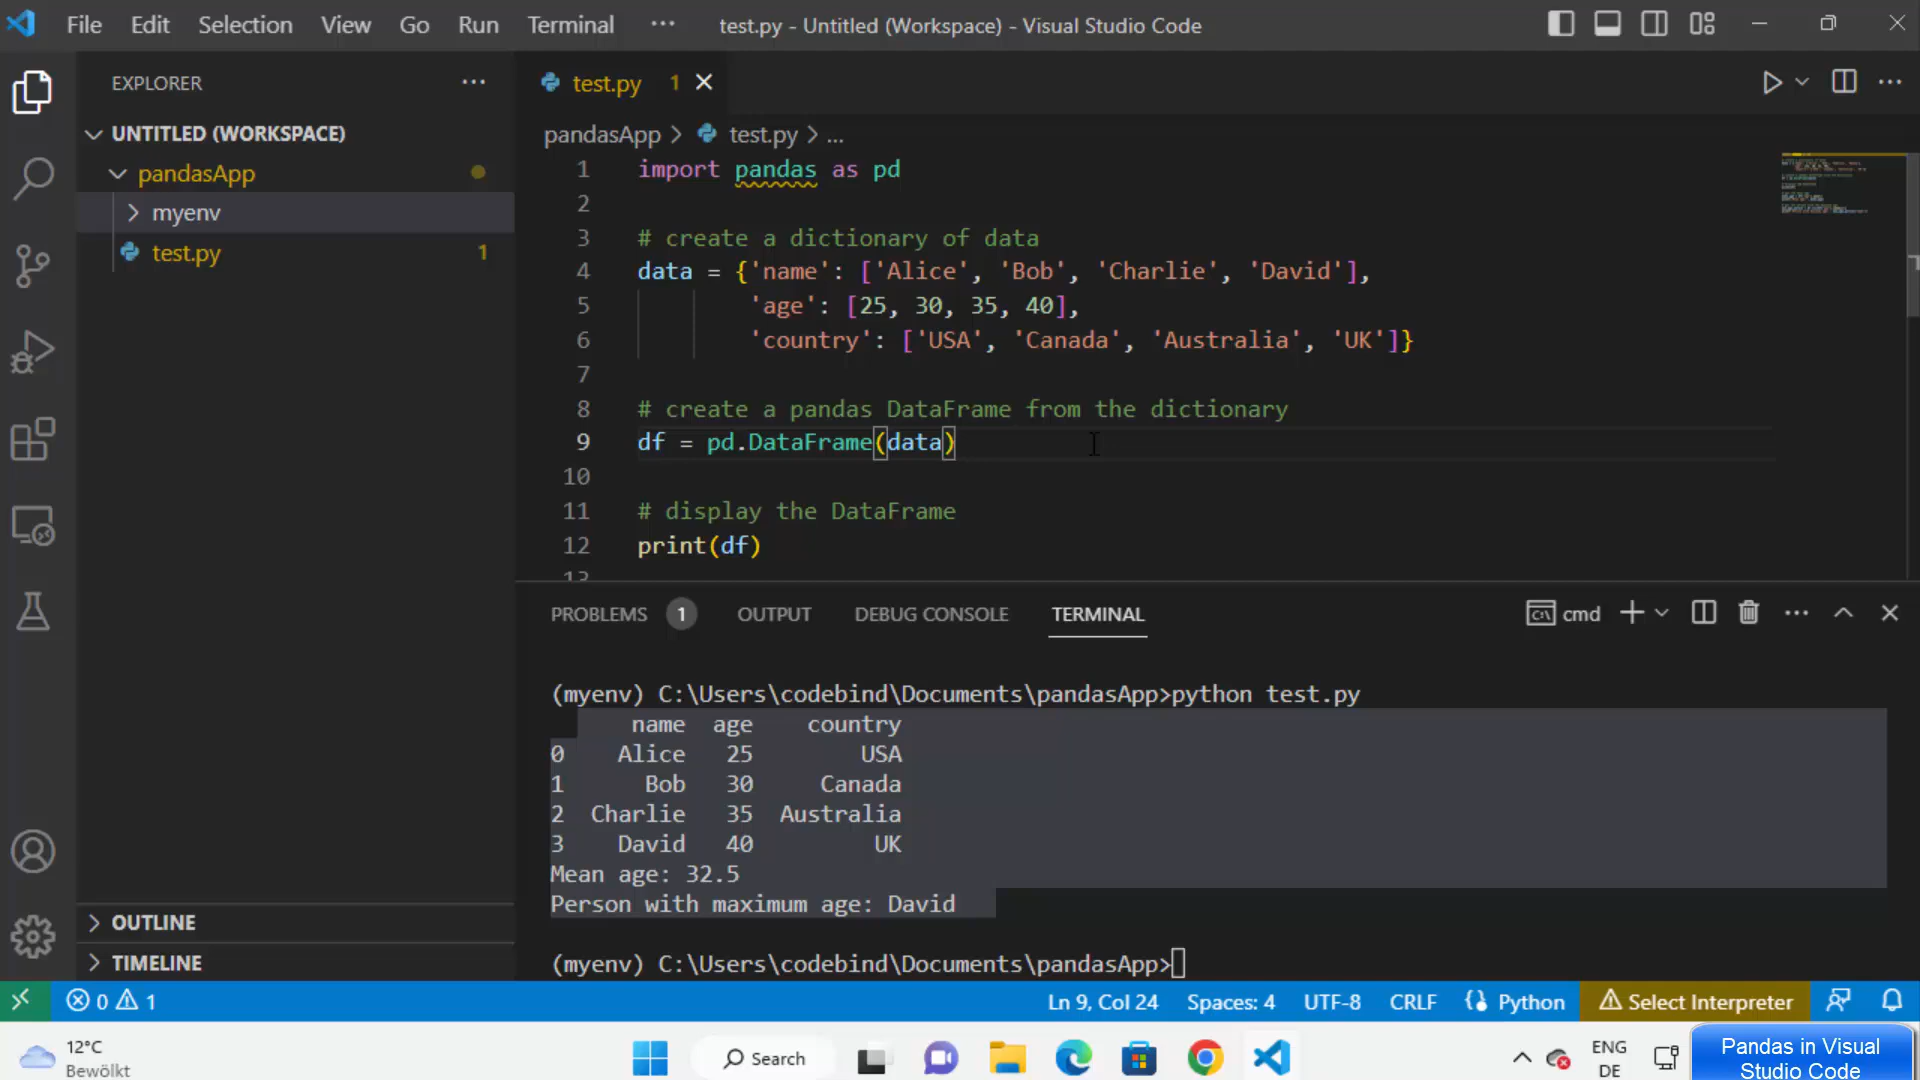 File Edit Selection View Go Run Terminal ··· test.py - Untitled (Workspace) - Visual Studio Code
EXPLORER ···
UNTITLED (WORKSPACE)
pandasApp
myenv
test.py 1
OUTLINE
TIMELINE
test.py 1
pandasApp > test.py > ...
1 import pandas as pd
2
3 # create a dictionary of data
4 data = {'name': ['Alice', 'Bob', 'Charlie', 'David'],
5 'age': [25, 30, 35, 40],
6 'country': ['USA', 'Canada', 'Australia', 'UK']}
7
8 # create a pandas DataFrame from the dictionary
9 df = pd.DataFrame(data)
10
11 # display the DataFrame
12 print(df)
13
PROBLEMS 1 OUTPUT DEBUG CONSOLE TERMINAL cmd
(myenv) C:\Users\codebind\Documents\pandasApp>python test.py
name age country
0 Alice 25 USA
1 Bob 30 Canada
2 Charlie 35 Australia
3 David 40 UK
Mean age: 32.5
Person with maximum age: David
(myenv) C:\Users\codebind\Documents\pandasApp>
0 1 Ln 9, Col 24 Spaces: 4 UTF-8 CRLF Python Select Interpreter
12°C
Bewölkt
Search
ENG
DE
Pandas in Visual
Studio Code